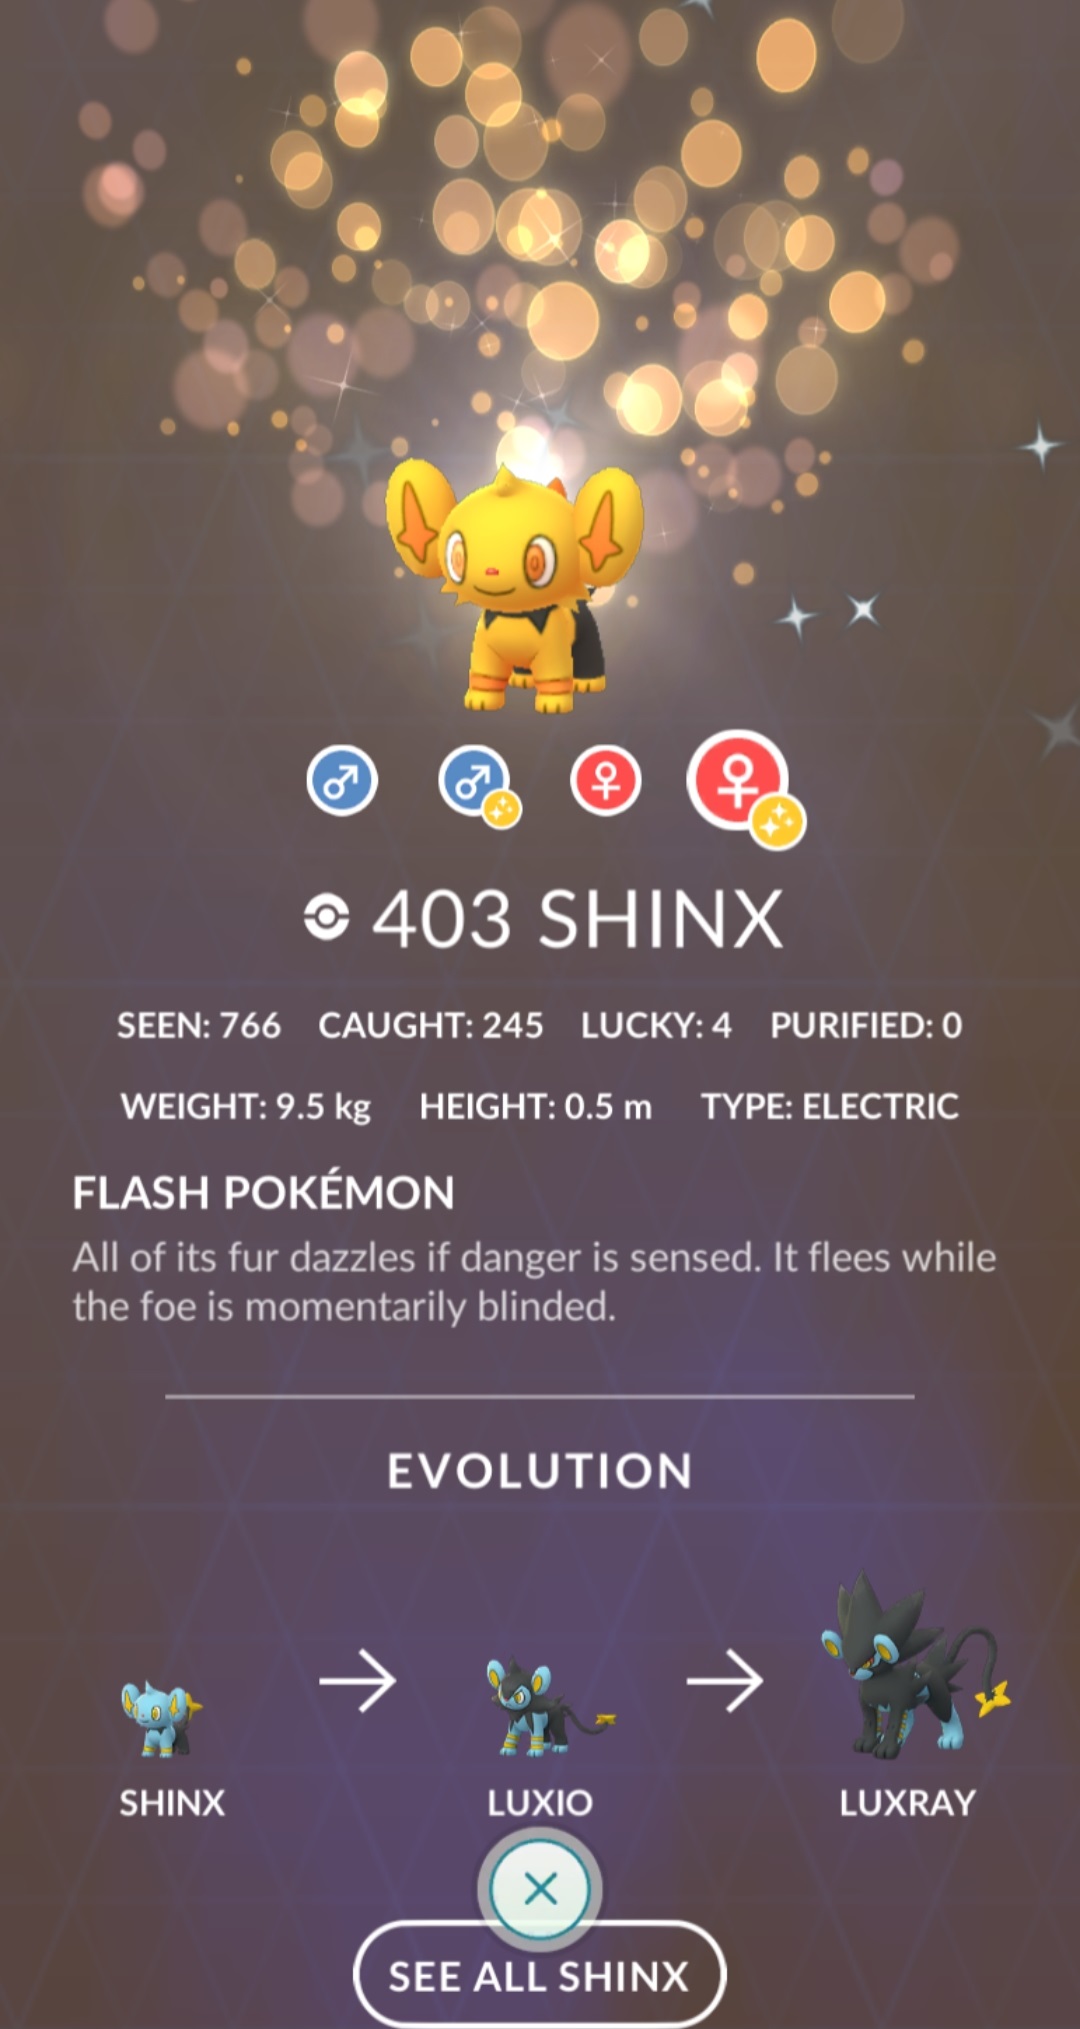 403 SHINX
SEEN: 766 CAUGHT: 245 LUCKY: 4 PURIFIED: 0
WEIGHT: 9.5 kg HEIGHT: 0.5 m TYPE: ELECTRIC
FLASH POKÉMON
All of its fur dazzles if danger is sensed. It flees while
the foe is momentarily blinded.
EVOLUTION
SHINX LUXIO LUXRAY
SEE ALL SHINX